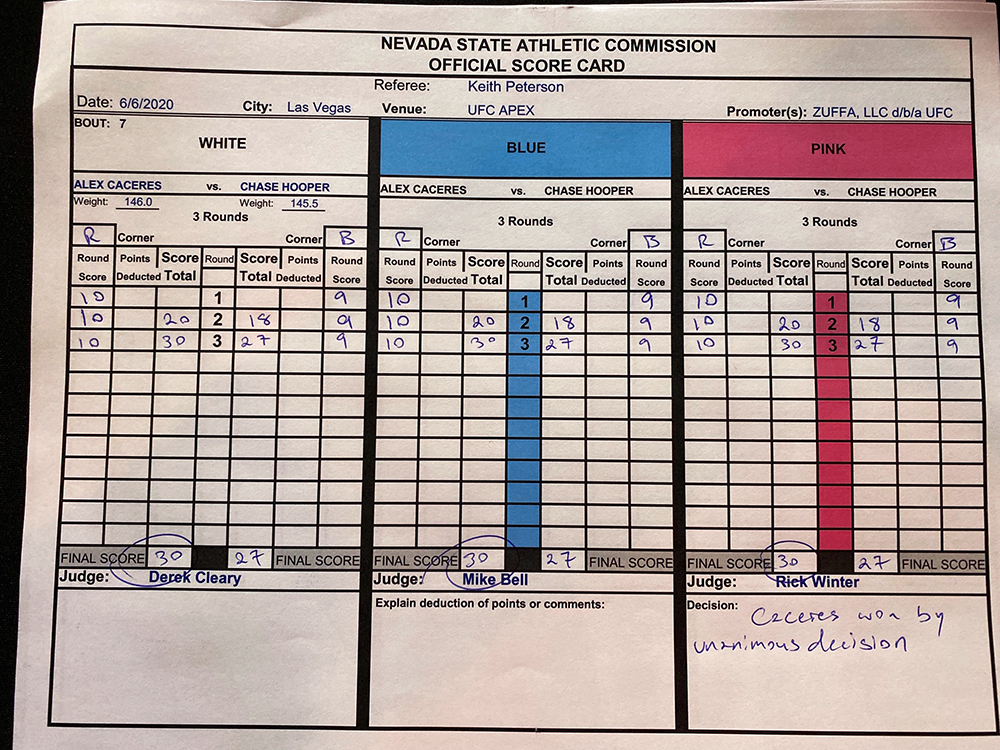 NEVADA STATE ATHLETIC COMMISSION
OFFICIAL SCORE CARD
Referee: Keith Peterson
Date: 6/6/2020 City: Las Vegas Venue: UFC APEX Promoter(s): ZUFFA, LLC d/b/a UFC
BOUT: 7
WHITE BLUE PINK
ALEX CACERES vs. CHASE HOOPER ALEX CACERES vs. CHASE HOOPER ALEX CACERES vs. CHASE HOOPER
Weight: 146.0 Weight: 145.5
3 Rounds 3 Rounds 3 Rounds
R Corner Corner B R Corner Corner B R Corner Corner B
Round Points Score Round Score Points Round Round Points Score Round Score Points Round Round Points Score Round Score Points Round
Score Deducted Total Total Deducted Score Score Deducted Total Total Deducted Score Score Deducted Total Total Deducted Score
10 1 9 10 1 9 10 1 9
10 20 2 18 9 10 20 2 18 9 10 20 2 18 9
10 30 3 27 9 10 30 3 27 9 10 30 3 27 9
FINAL SCORE 30 27 FINAL SCORE FINAL SCORE 30 27 FINAL SCORE FINAL SCORE 30 27 FINAL SCORE
Judge: Derek Cleary Judge: Mike Bell Judge: Rick Winter
Explain deduction of points or comments: Decision: Caceres won by
unanimous decision